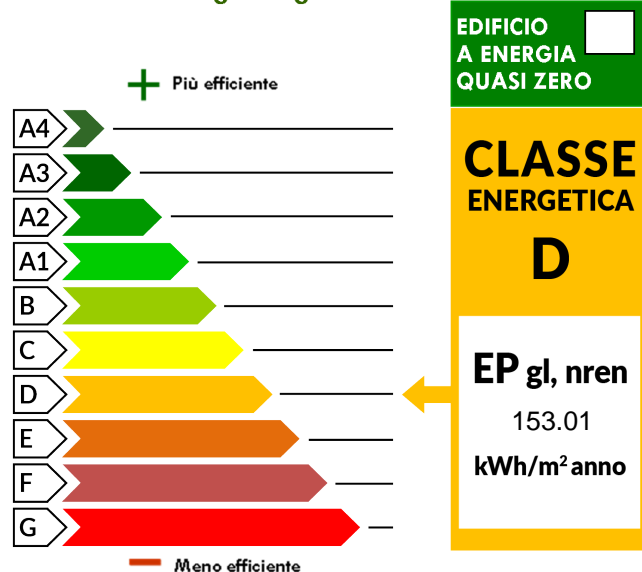 EDIFICIO
A ENERGIA
QUASI ZERO
+ Più efficiente
A4
A3
A2
A1
B
C
D
E
F
G
Meno efficiente
CLASSE
ENERGETICA
D
EP gl, nren
153.01
kWh/m² anno